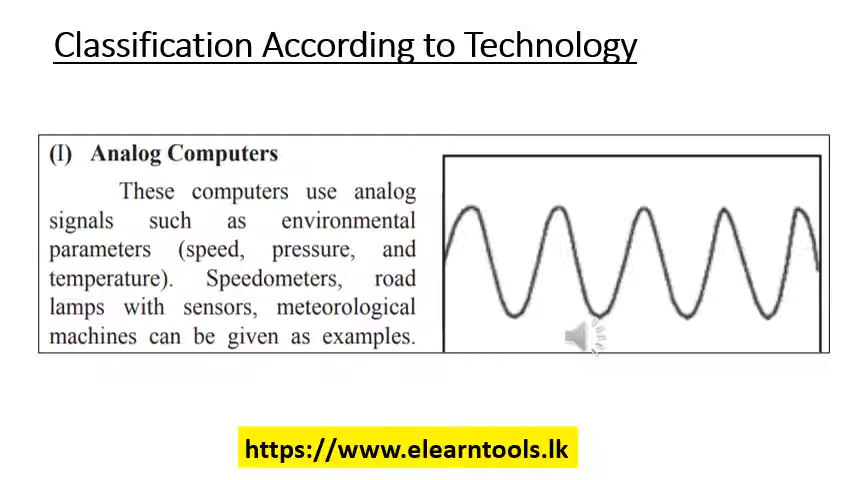 Classification According to Technology
(I) Analog Computers
These computers use analog
signals such as environmental
parameters (speed, pressure, and
temperature). Speedometers, road
lamps with sensors, meteorological
machines can be given as examples.
https://www.elearntools.lk